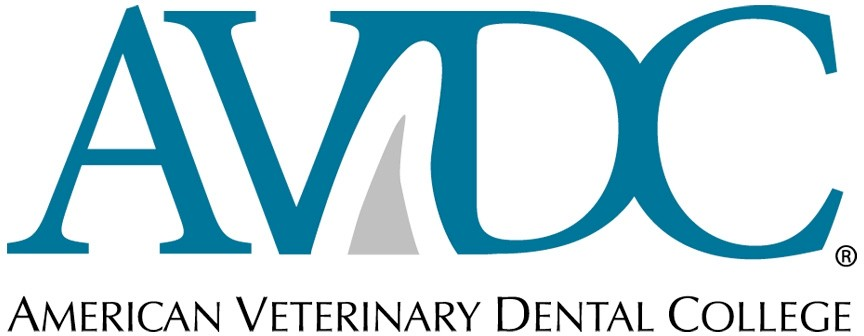 AVDC®
AMERICAN VETERINARY DENTAL COLLEGE